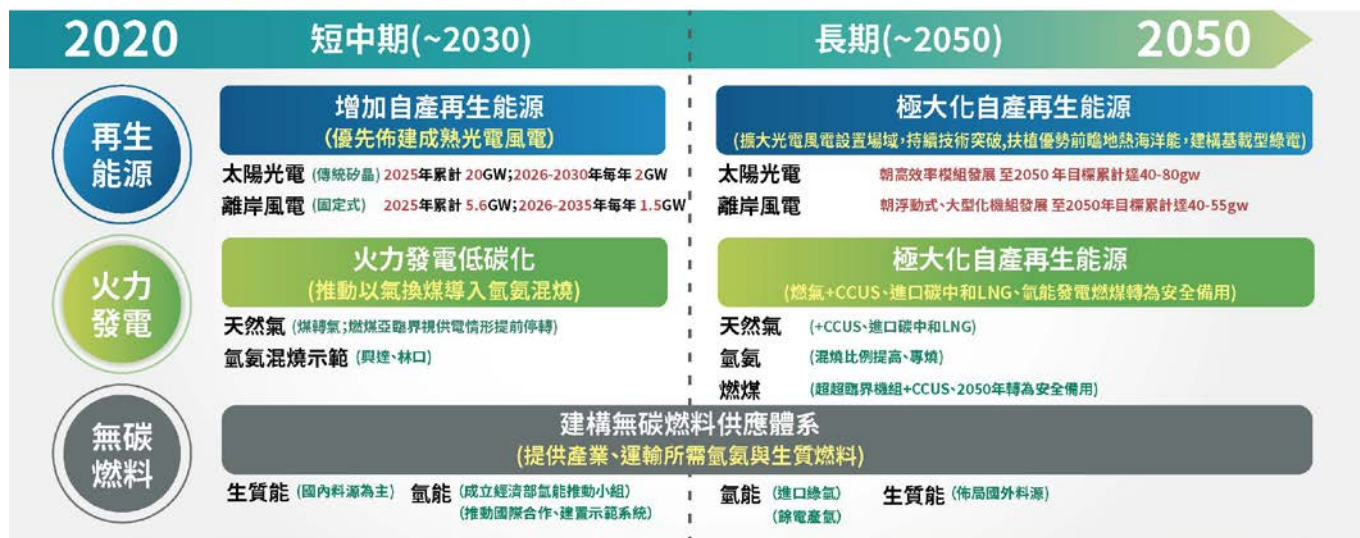 2020 短中期(~2030) 長期(~2050) 2050
再生
能源
增加自產再生能源
(優先佈建成熟光電風電)
太陽光電 (傳統矽晶) 2025年累計 20GW;2026-2030年每年 2GW
離岸風電 (固定式) 2025年累計 5.6GW;2026-2035年每年 1.5GW
極大化自產再生能源
(擴大光電風電設置場域,持續技術突破,扶植優勢前瞻地熱海洋能,建構基載型綠電)
太陽光電 朝高效率模組發展 至2050 年目標累計達40-80gw
離岸風電 朝浮動式、大型化機組發展 至2050年目標累計達40-55gw
火力
發電
火力發電低碳化
(推動以氣換煤導入氫氨混燒)
天然氣 (煤轉氣;燃煤亞臨界視供電情形提前停轉)
氫氨混燒示範 (興達、林口)
極大化自產再生能源
(燃氣+CCUS、進口碳中和LNG、氫能發電燃煤轉為安全備用)
天然氣 (+CCUS、進口碳中和LNG)
氫氨 (混燒比例提高、專燒)
燃煤 (超超臨界機組+CCUS、2050年轉為安全備用)
無碳
燃料
建構無碳燃料供應體系
(提供產業、運輸所需氫氨與生質燃料)
生質能 (國內料源為主) 氫能 (成立經濟部氫能推動小組)
(推動國際合作、建置示範系統)
氫能 (進口綠氫) 生質能 (佈局國外料源)
(餘電產氫)